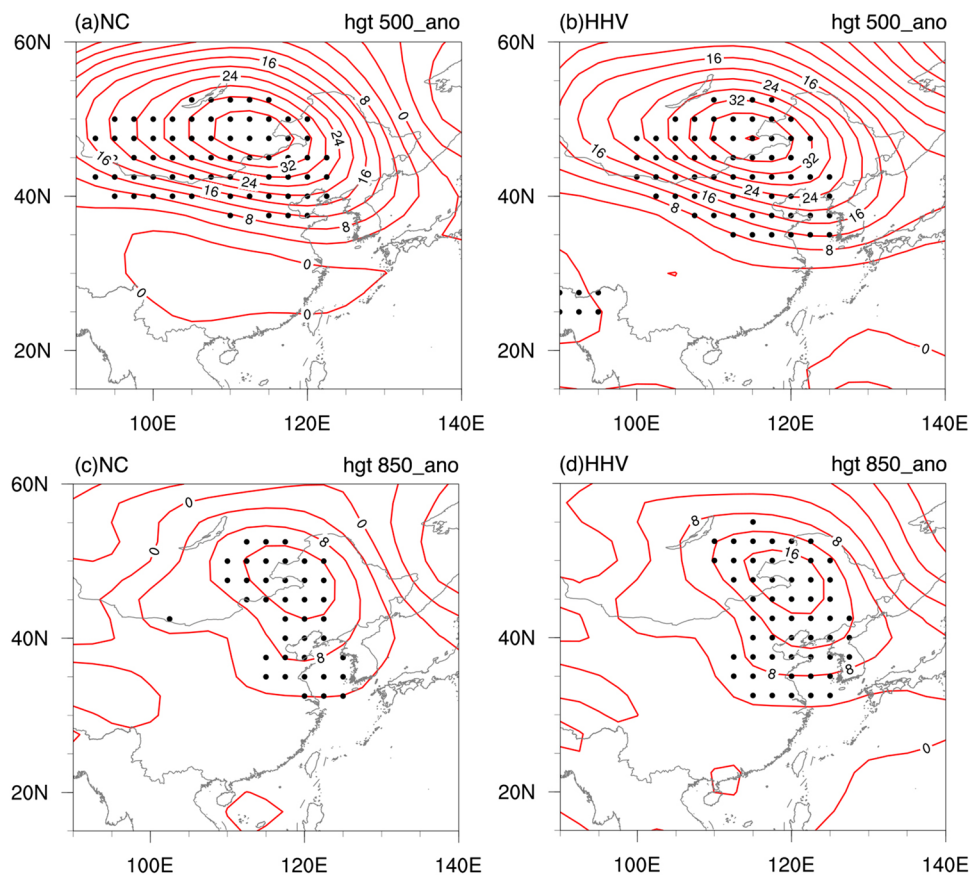 (a)NC hgt 500_ano
(b)HHV hgt 500_ano
60N
60N
16
24
8
0
24
16
32
24
16
16
8
8
0
0
0
40N
20N
100E 120E 140E
16
24
16
32
16
32
24
16
24
16
8
8
0
40N
20N
100E 120E 140E
(c)NC hgt 850_ano
(d)HHV hgt 850_ano
60N
60N
0
0
0
8
8
40N
20N
100E 120E 140E
8
8
16
8
8
0
40N
20N
100E 120E 140E